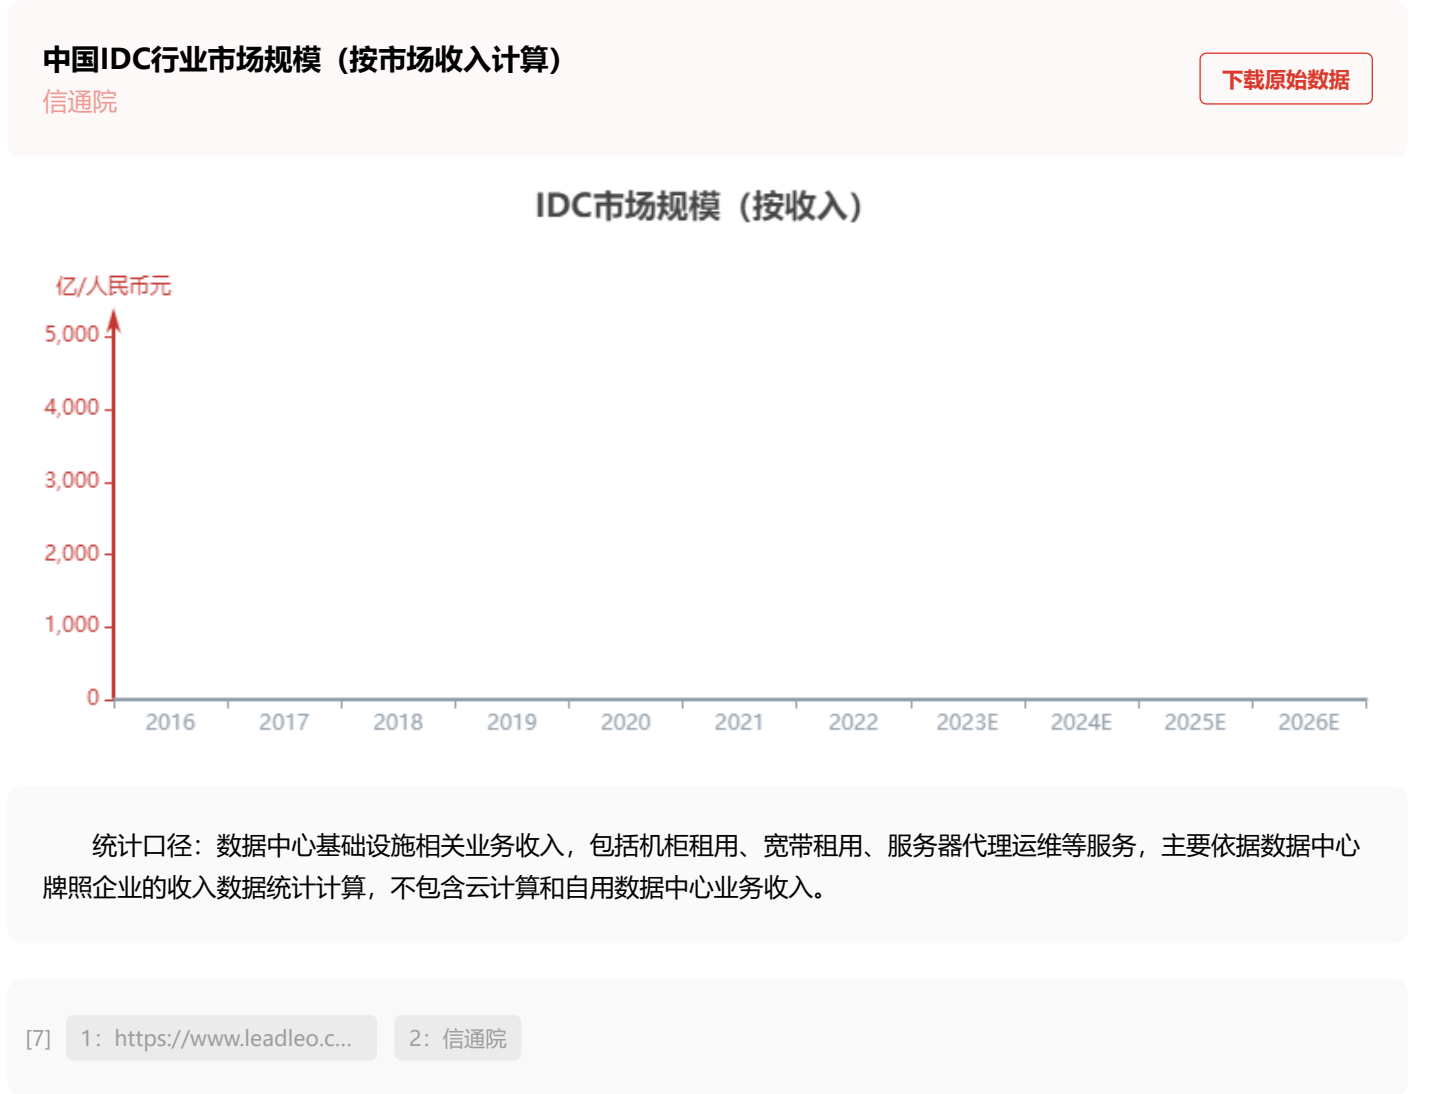 中国IDC行业市场规模（按市场收入计算）
信通院
下载原始数据
IDC市场规模（按收入）
亿/人民币元
5,000
4,000
3,000
2,000
1,000
0
2016 2017 2018 2019 2020 2021 2022 2023E 2024E 2025E 2026E
统计口径：数据中心基础设施相关业务收入，包括机柜租用、宽带租用、服务器代理运维等服务，主要依据数据中心
牌照企业的收入数据统计计算，不包含云计算和自用数据中心业务收入。
[7] 1：https://www.leadleo.c... 2：信通院